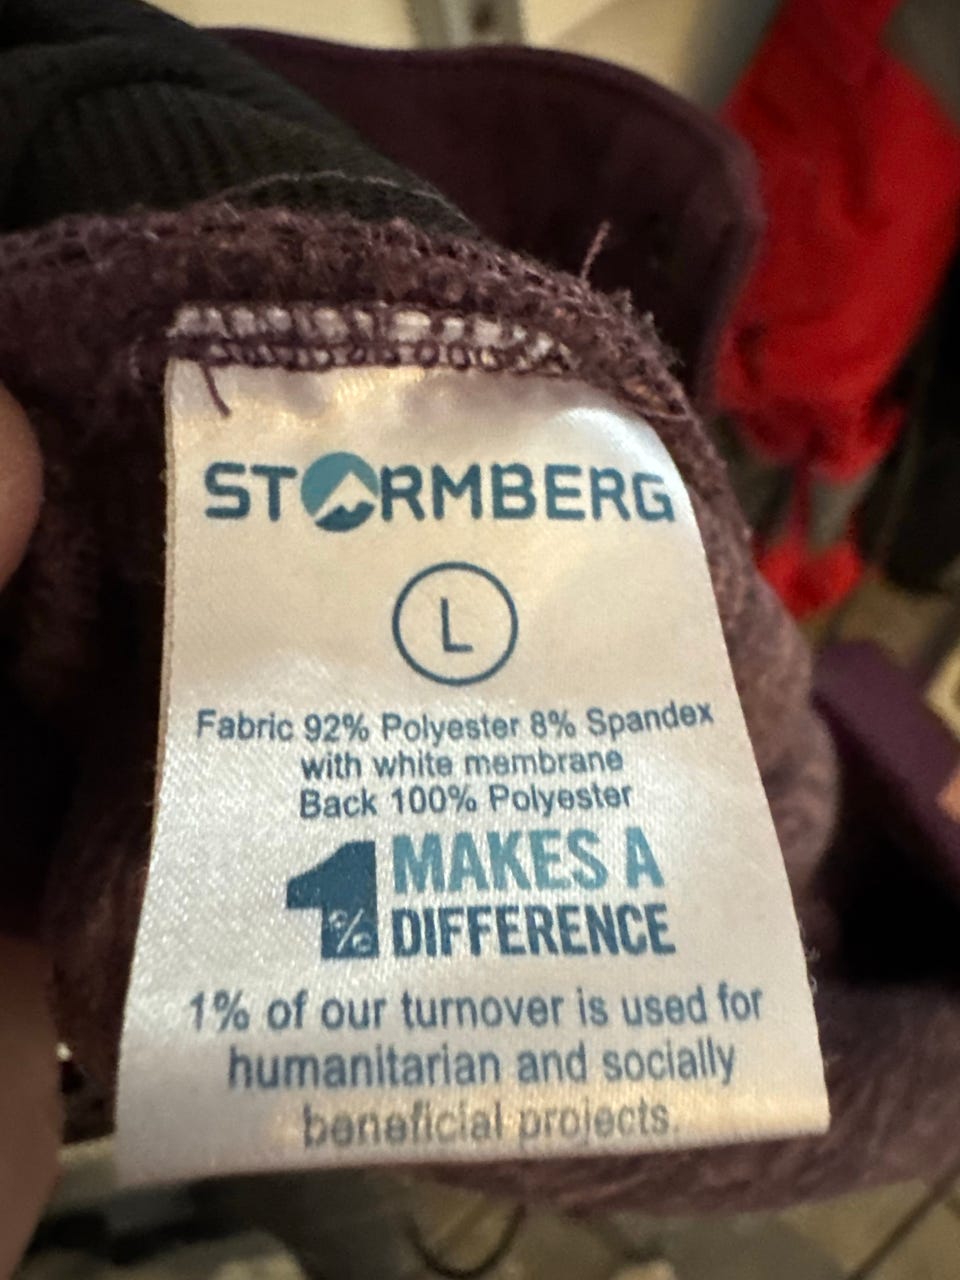 STORMBERG
L
Fabric 92% Polyester 8% Spandex
with white membrane
Back 100% Polyester
1% MAKES A
DIFFERENCE
1% of our turnover is used for
humanitarian and socially
beneficial projects.